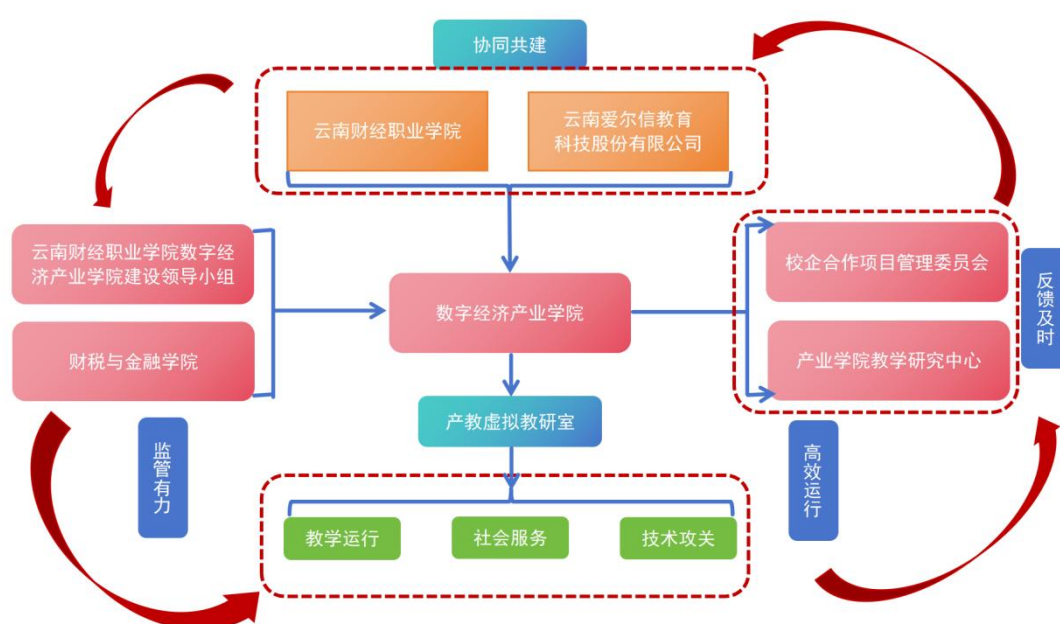 协同共建
云南财经职业学院
云南爱尔信教育
科技股份有限公司
云南财经职业学院数字经
济产业学院建设领导小组
财税与金融学院
数字经济产业学院
校企合作项目管理委员会
产业学院教学研究中心
反馈及时
产教虚拟教研室
监管有力
高效运行
教学运行
社会服务
技术攻关